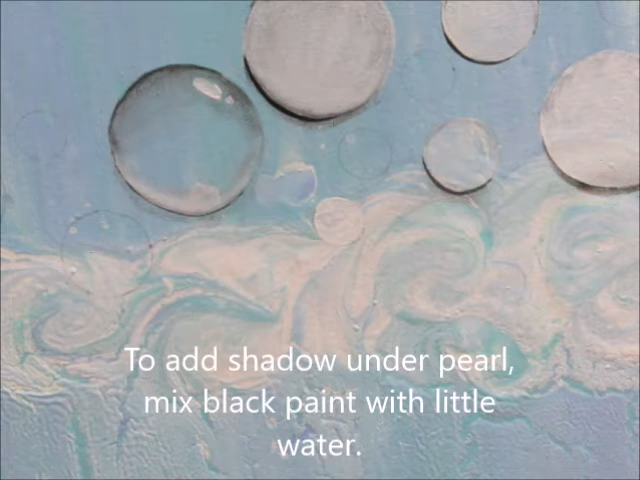 To add shadow under pearl,
mix black paint with little
water.